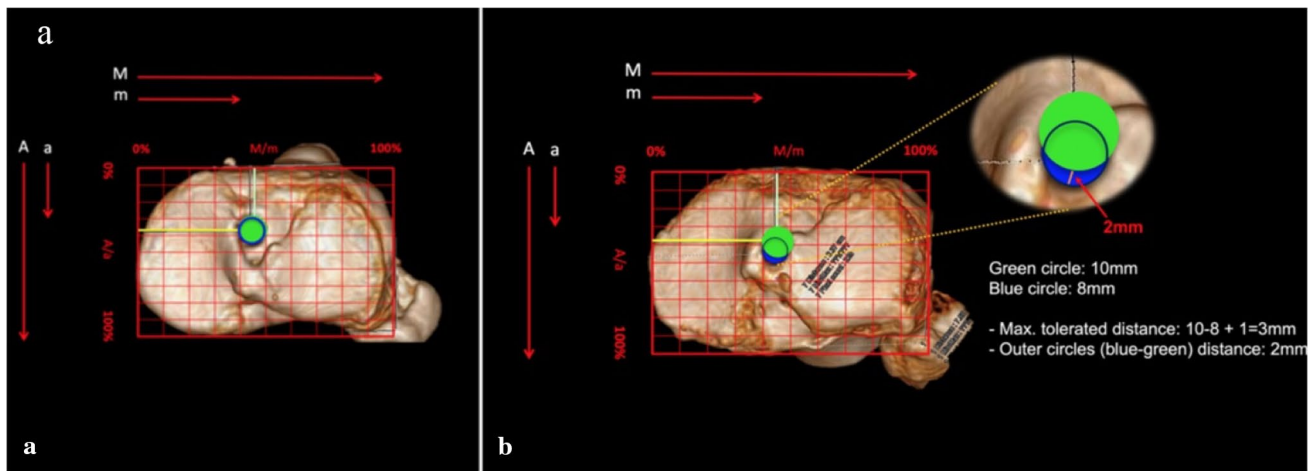 a
M
m
A a
0% M/m 100%
0%
A/a
100%
a
M
m
A a
0% M/m 100%
0%
A/a
100%
2mm
Green circle: 10mm
Blue circle: 8mm
- Max. tolerated distance: 10-8 + 1=3mm
- Outer circles (blue-green) distance: 2mm
b